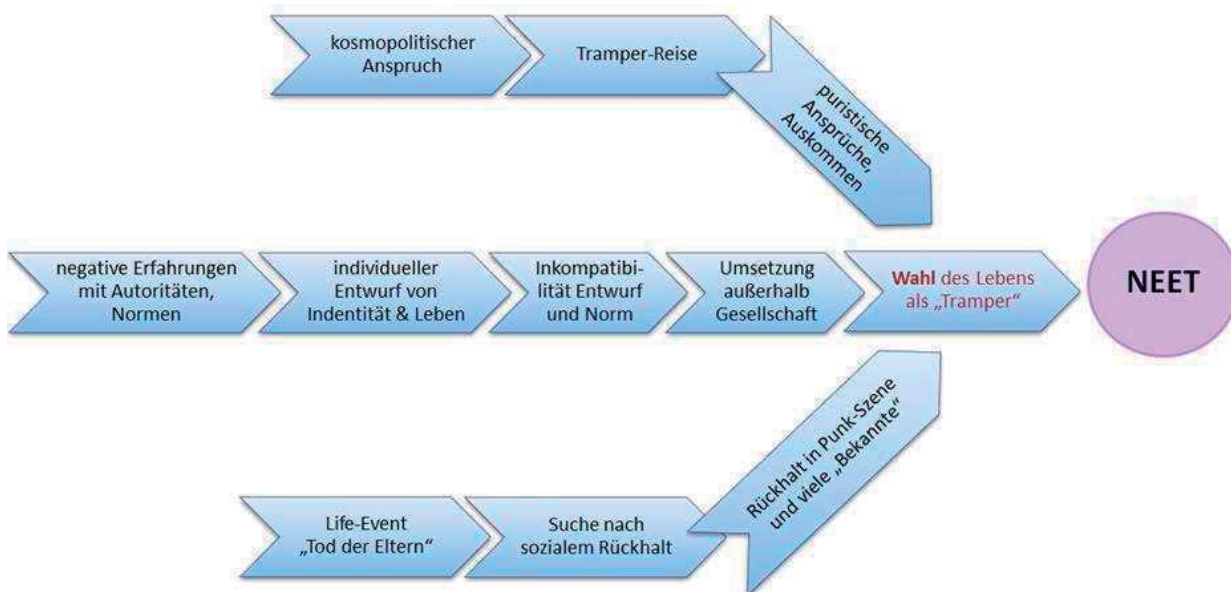 kosmopolitischer
Anspruch
Tramper-Reise
puristische
Ansprüche,
Auskommen
negative Erfahrungen
mit Autoritäten,
Normen
individueller
Entwurf von
Indentität & Leben
Inkompatibi-
lität Entwurf
und Norm
Umsetzung
außerhalb
Gesellschaft
Wahl des Lebens
als „Tramper“
NEET
Life-Event
„Tod der Eltern“
Suche nach
sozialem Rückhalt
Rückhalt in Punk-Szene
und viele „Bekannte“